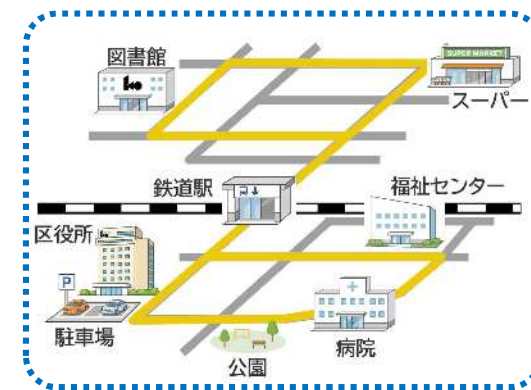 図書館
SUPER MARKET
スーパー
鉄道駅
福祉センター
区役所
P
駐車場
公園
病院